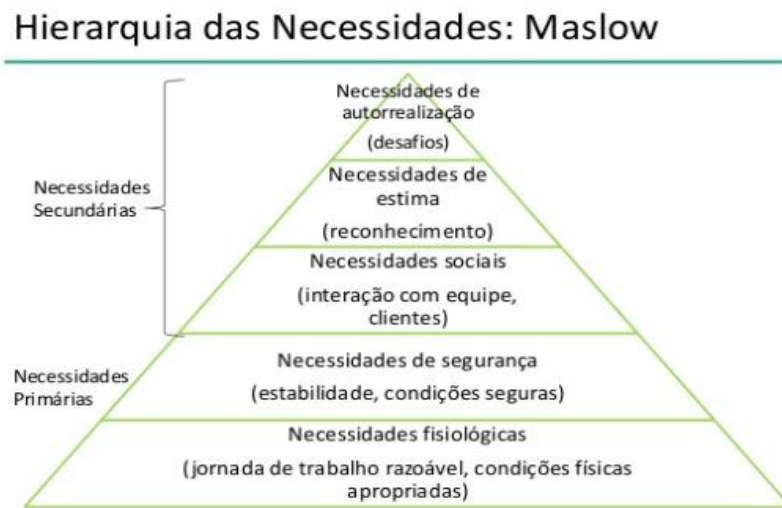 Hierarquia das Necessidades: Maslow
Necessidades de
autorrealização
(desafios)
Necessidades
Secundárias
Necessidades de
estima
(reconhecimento)
Necessidades sociais
(interação com equipe,
clientes)
Necessidades
Primárias
Necessidades de segurança
(estabilidade, condições seguras)
Necessidades fisiológicas
(jornada de trabalho razoável, condições físicas
apropriadas)